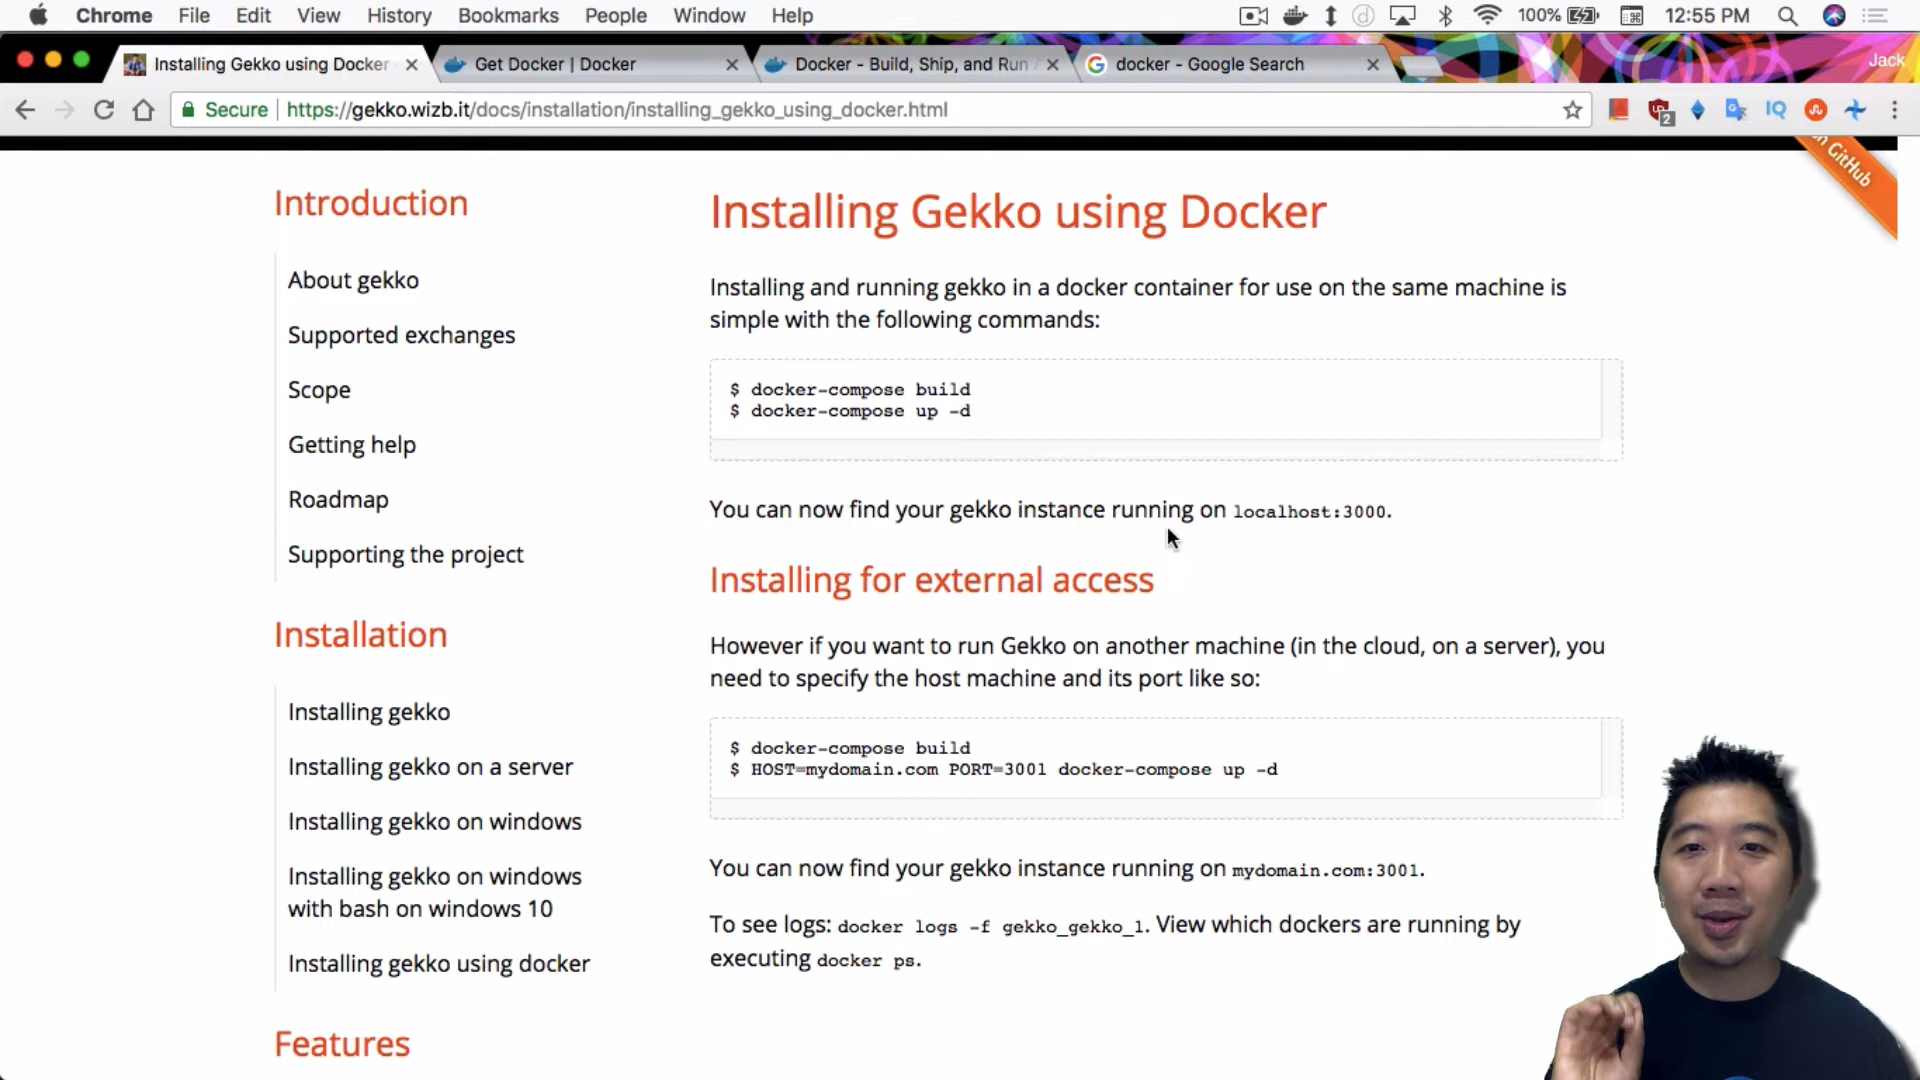 Chrome File Edit View History Bookmarks People Window Help 100% 12:55 PM
Installing Gekko using Docker Get Docker | Docker Docker - Build, Ship, and Run docker - Google Search Jack
Secure https://gekko.wizb.it/docs/installation/installing_gekko_using_docker.html 2
on GitHub
Introduction
About gekko
Supported exchanges
Scope
Getting help
Roadmap
Supporting the project
Installation
Installing gekko
Installing gekko on a server
Installing gekko on windows
Installing gekko on windows
with bash on windows 10
Installing gekko using docker
Features
Installing Gekko using Docker
Installing and running gekko in a docker container for use on the same machine is
simple with the following commands:
$ docker-compose build
$ docker-compose up -d
You can now find your gekko instance running on localhost:3000.
Installing for external access
However if you want to run Gekko on another machine (in the cloud, on a server), you
need to specify the host machine and its port like so:
$ docker-compose build
$ HOST=mydomain.com PORT=3001 docker-compose up -d
You can now find your gekko instance running on mydomain.com:3001.
To see logs: docker logs -f gekko_gekko_1. View which dockers are running by
executing docker ps.